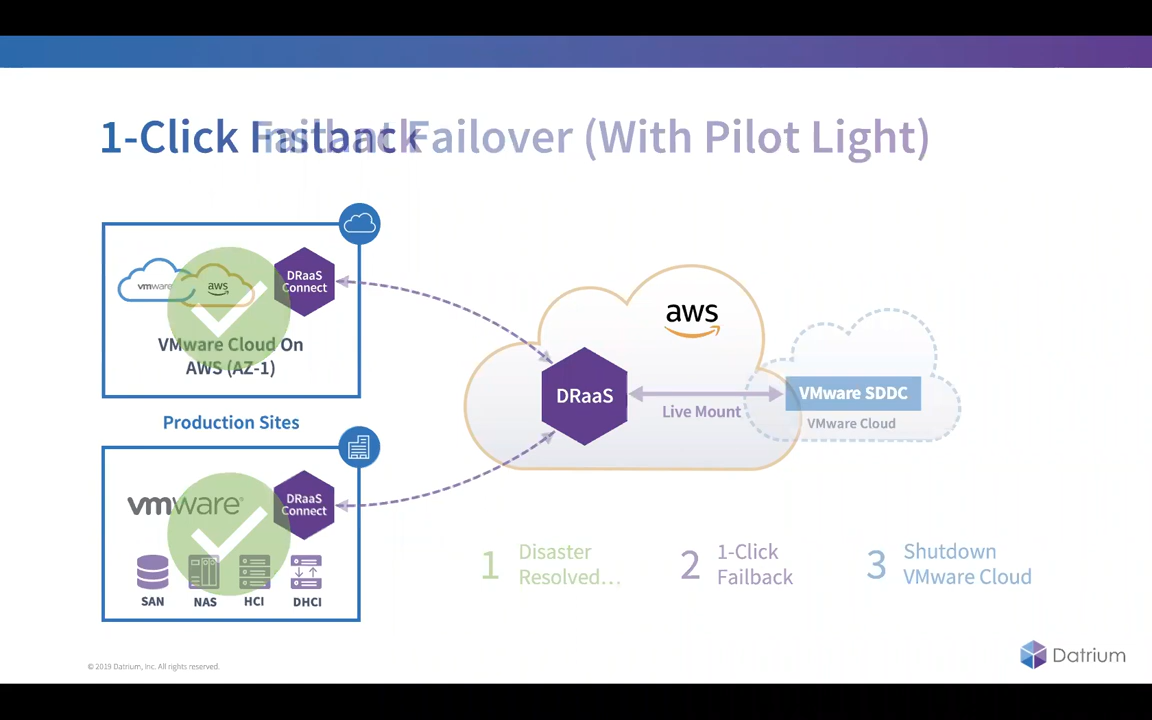 1-Click Failback
Instant Failover (With Pilot Light)
vmware
aws
DRaaS
Connect
VMware Cloud On
AWS (AZ-1)
Production Sites
vmware
DRaaS
Connect
SAN NAS HCI DHCI
aws
DRaaS
Live Mount
VMware SDDC
VMware Cloud
1 Disaster
Resolved...
2 1-Click
Failback
3 Shutdown
VMware Cloud
© 2019 Datrium, Inc. All rights reserved.
Datrium